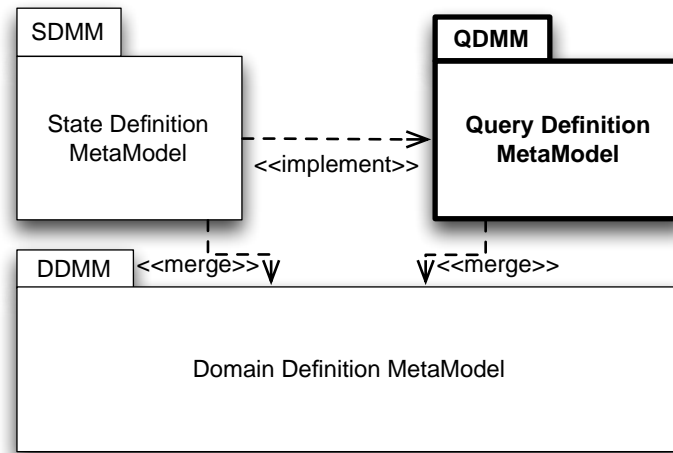 SDMM
QDMM
State Definition
MetaModel
Query Definition
MetaModel
<<implement>>
DDMM
<<merge>>
<<merge>>
Domain Definition MetaModel